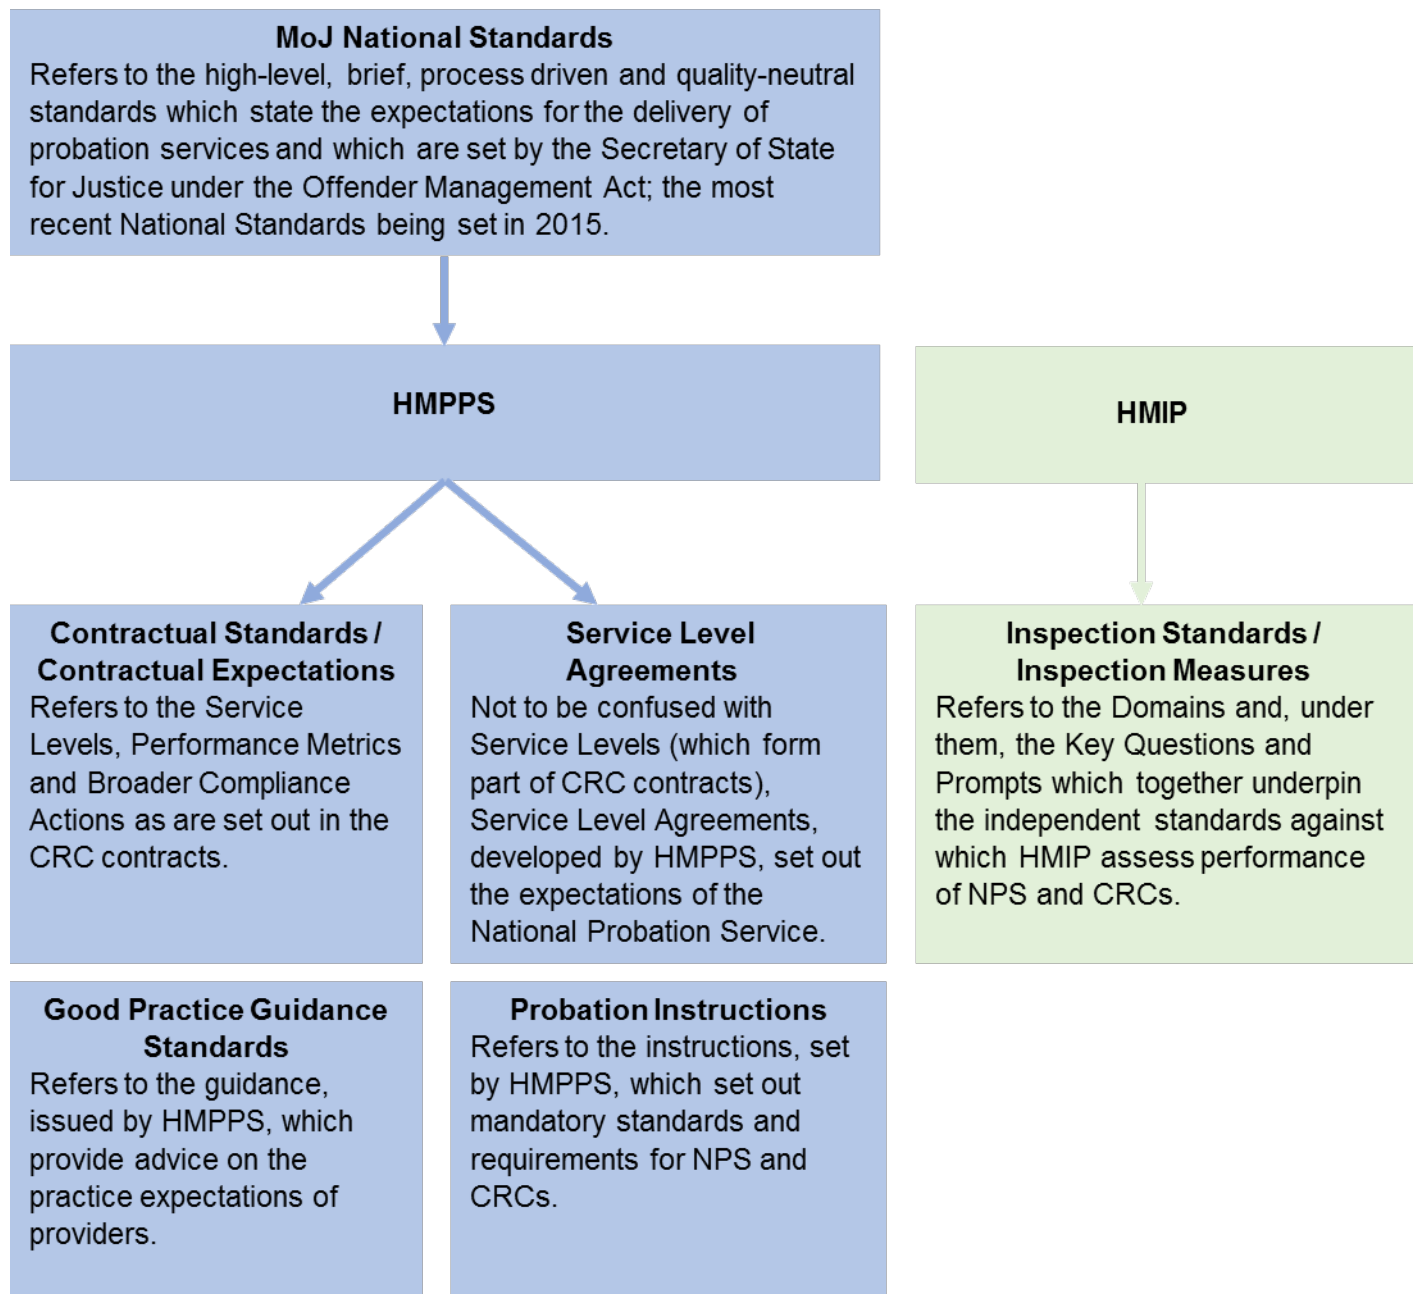 MoJ National Standards
Refers to the high-level, brief, process driven and quality-neutral
standards which state the expectations for the delivery of
probation services and which are set by the Secretary of State
for Justice under the Offender Management Act; the most
recent National Standards being set in 2015.
HMPPS
HMIP
Contractual Standards /
Contractual Expectations
Refers to the Service
Levels, Performance Metrics
and Broader Compliance
Actions as are set out in the
CRC contracts.
Service Level
Agreements
Not to be confused with
Service Levels (which form
part of CRC contracts),
Service Level Agreements,
developed by HMPPS, set out
the expectations of the
National Probation Service.
Inspection Standards /
Inspection Measures
Refers to the Domains and, under
them, the Key Questions and
Prompts which together underpin
the independent standards against
which HMIP assess performance
of NPS and CRCs.
Good Practice Guidance
Standards
Refers to the guidance,
issued by HMPPS, which
provide advice on the
practice expectations of
providers.
Probation Instructions
Refers to the instructions, set
by HMPPS, which set out
mandatory standards and
requirements for NPS and
CRCs.